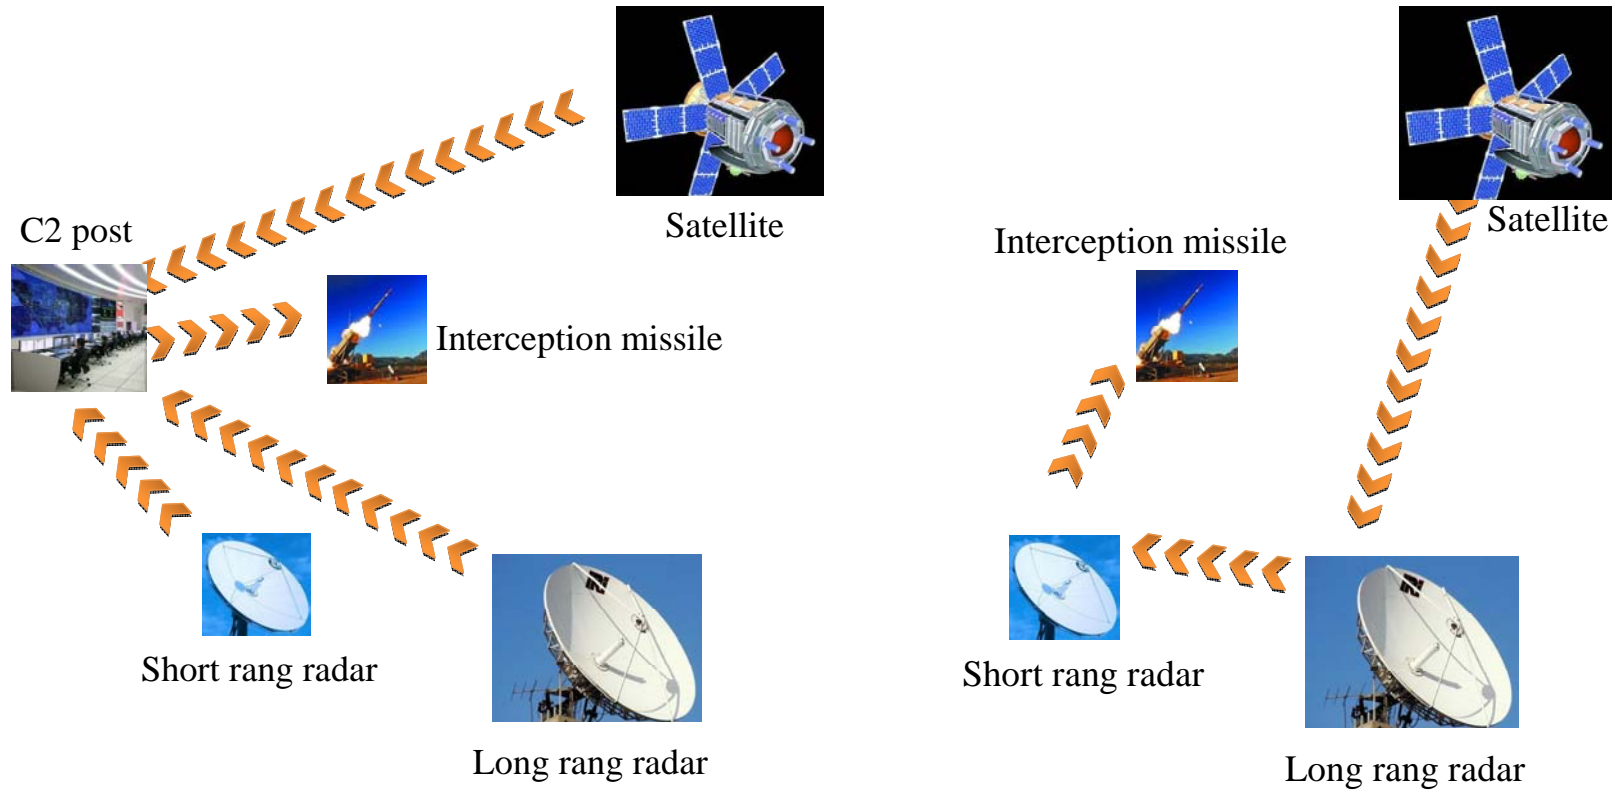 C2 post
Satellite
Interception missile
Short rang radar
Long rang radar
Interception missile
Satellite
Short rang radar
Long rang radar